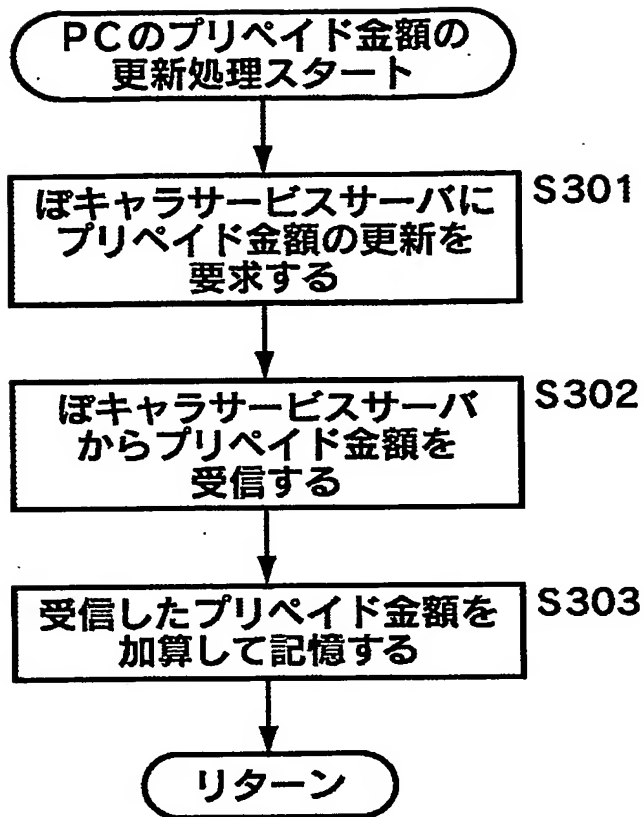 PCのプリペイド金額の
更新処理スタート
ぽキャラサービスサーバに
プリペイド金額の更新を
要求する
S301
ぽキャラサービスサーバ
からプリペイド金額を
受信する
S302
受信したプリペイド金額を
加算して記憶する
S303
リターン